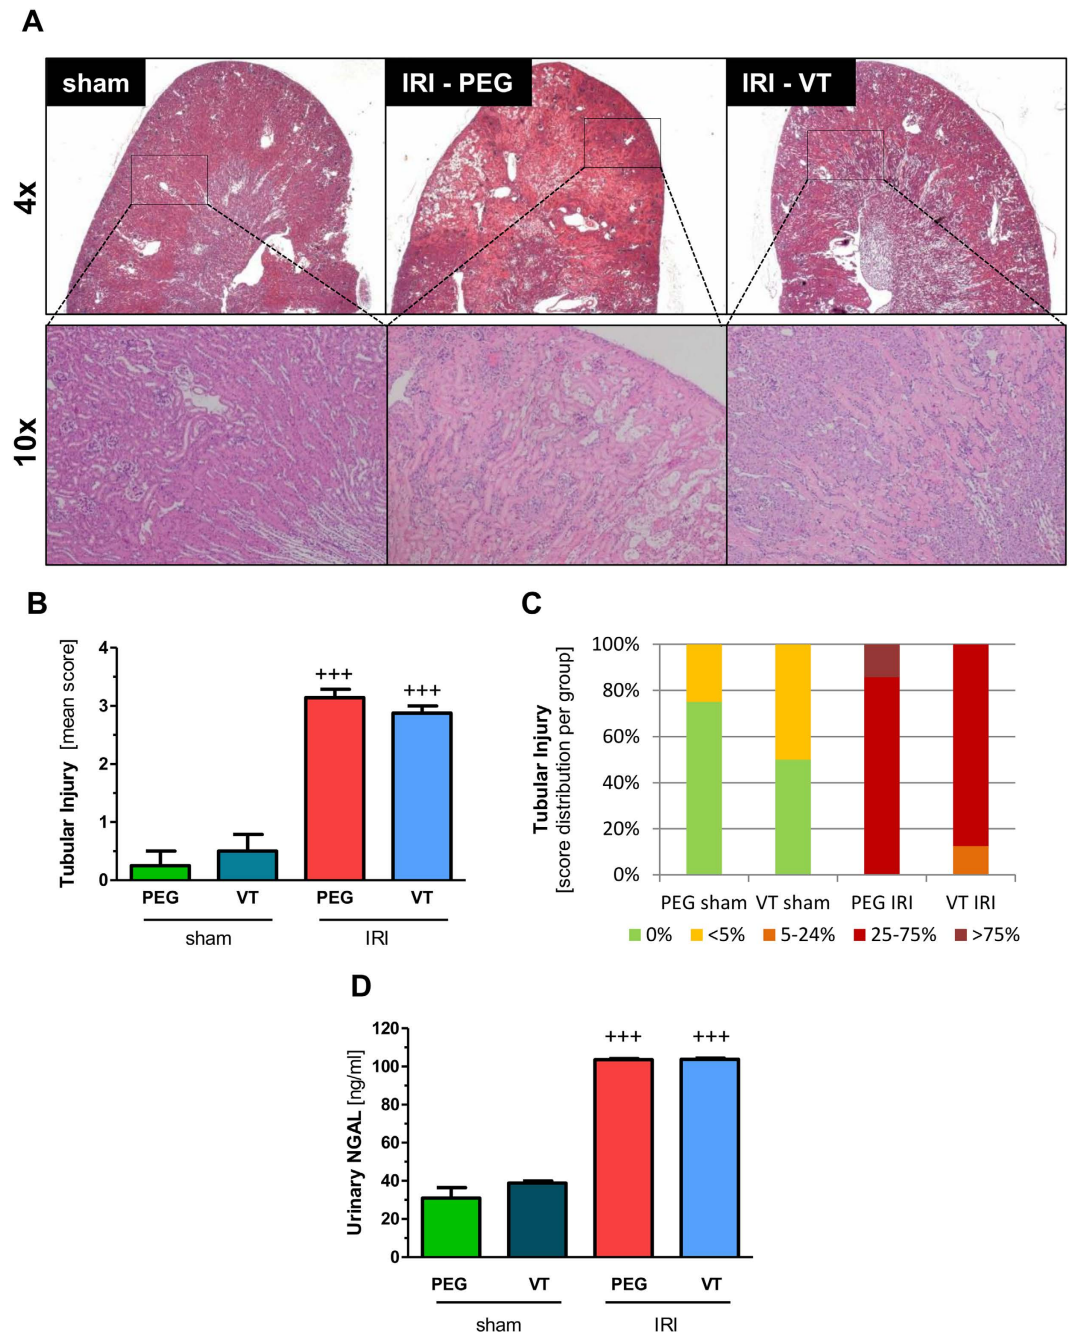 A
sham
IRI - PEG
IRI - VT
4x
10x
B
Tubular Injury [mean score]
4
3
2
1
0
+++
+++
PEG
VT
PEG
VT
sham
IRI
C
Tubular Injury
[score distribution per group]
100%
80%
60%
40%
20%
0%
PEG sham
VT sham
PEG IRI
VT IRI
0%
<5%
5-24%
25-75%
>75%
D
Urinary NGAL [ng/ml]
120
100
80
60
40
20
0
+++
+++
PEG
VT
PEG
VT
sham
IRI